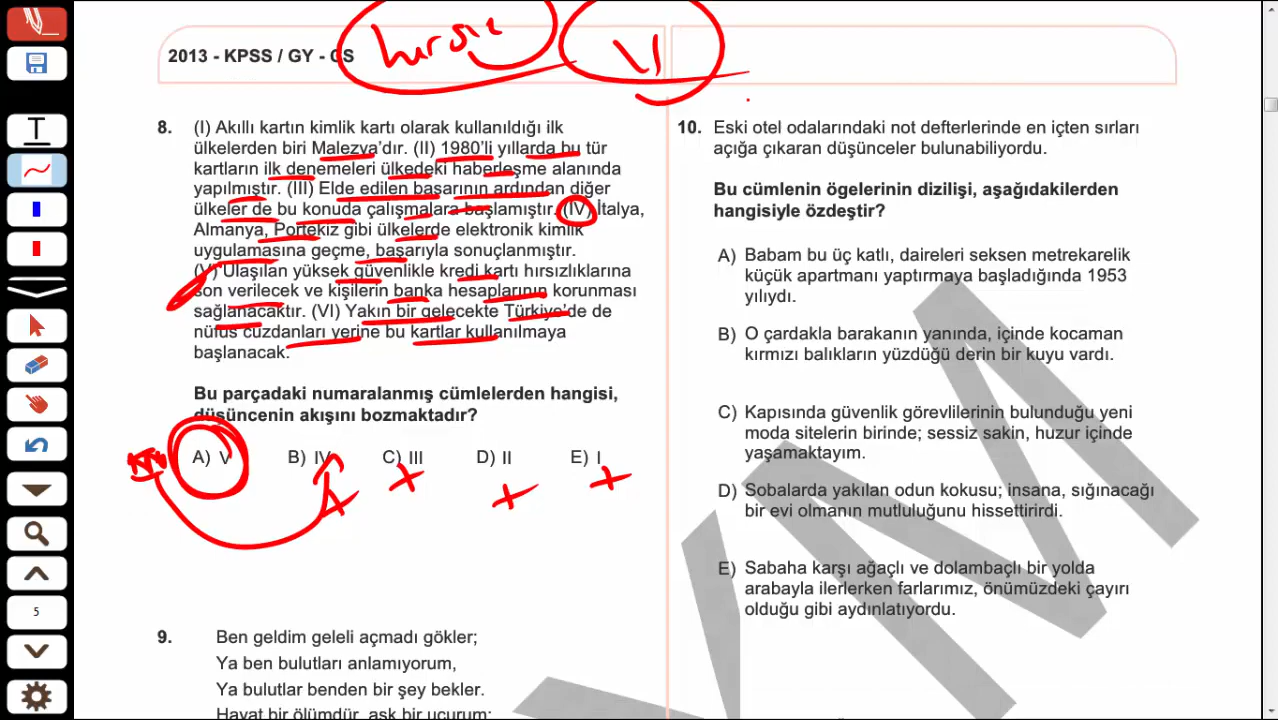 hırsız
VI
2013 - KPSS / GY - CS
8. (I) Akıllı kartın kimlik kartı olarak kullanıldığı ilk
ülkelerden biri Malezya'dır. (II) 1980'li yıllarda bu tür
kartların ilk denemeleri ülkedeki haberleşme alanında
yapılmıştır. (III) Elde edilen başarının ardından diğer
ülkeler de bu konuda çalışmalara başlamıştır. (IV) İtalya,
Almanya, Portekiz gibi ülkelerde elektronik kimlik
uygulamasına geçme, başarıyla sonuçlanmıştır.
(V) Ulaşılan yüksek güvenlikle kredi kartı hırsızlıklarına
son verilecek ve kişilerin banka hesaplarının korunması
sağlanacaktır. (VI) Yakın bir gelecekte Türkiye'de de
nüfus cüzdanları yerine bu kartlar kullanılmaya
başlanacak.
Bu parçadaki numaralanmış cümlelerden hangisi,
düşüncenin akışını bozmaktadır?
A) V B) IV C) III D) II E) I
9. Ben geldim geleli açmadı gökler;
Ya ben bulutları anlamıyorum,
Ya bulutlar benden bir şey bekler.
Hayat bir ölümdür, aşk bir uçurum;
10. Eski otel odalarındaki not defterlerinde en içten sırları
açığa çıkaran düşünceler bulunabiliyordu.
Bu cümlenin ögelerinin dizilişi, aşağıdakilerden
hangisiyle özdeştir?
A) Babam bu üç katlı, daireleri seksen metrekarelik
küçük apartmanı yaptırmaya başladığında 1953
yılıydı.
B) O çardakla barakanın yanında, içinde kocaman
kırmızı balıkların yüzdüğü derin bir kuyu vardı.
C) Kapısında güvenlik görevlilerinin bulunduğu yeni
moda sitelerin birinde; sessiz sakin, huzur içinde
yaşamaktayım.
D) Sobalarda yakılan odun kokusu; insana, sığınacağı
bir evi olmanın mutluluğunu hissettirirdi.
E) Sabaha karşı ağaçlı ve dolambaçlı bir yolda
arabayla ilerlerken farlarımız, önümüzdeki çayırı
olduğu gibi aydınlatıyordu.
T
5